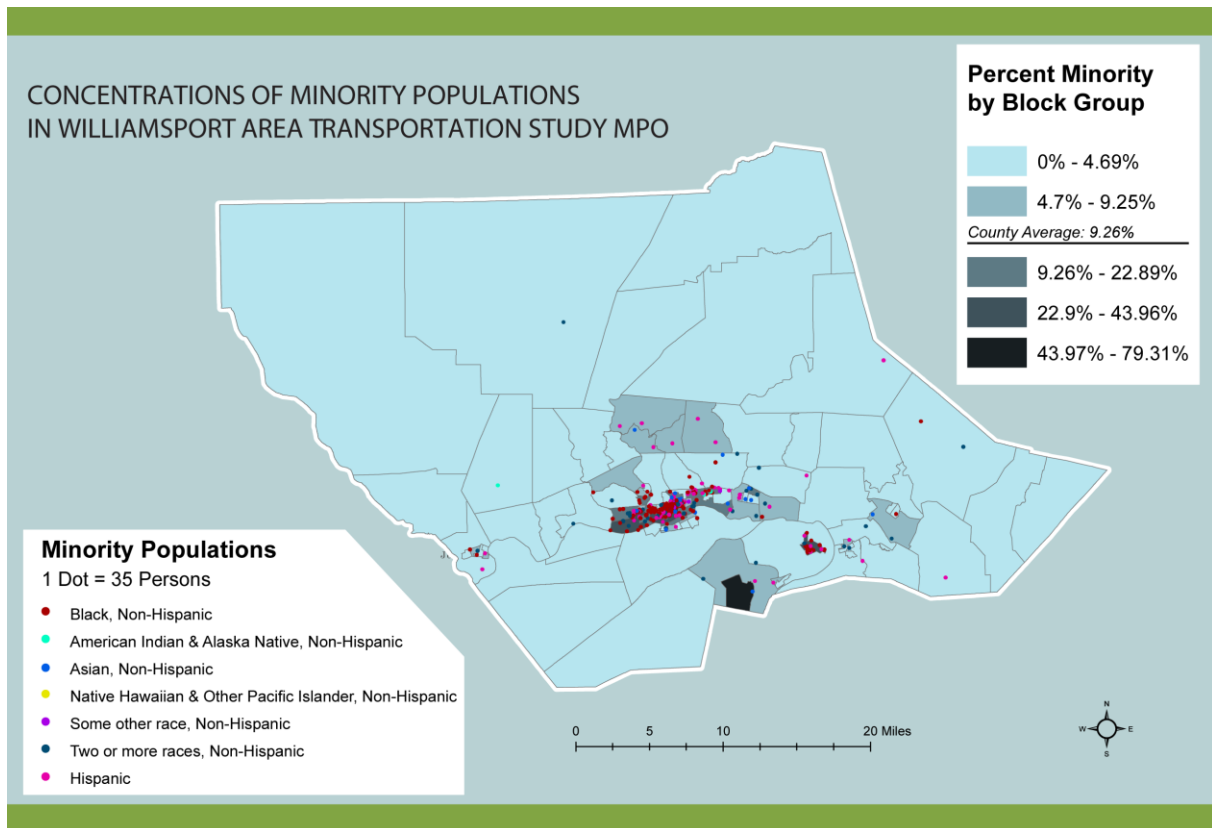 CONCENTRATIONS OF MINORITY POPULATIONS
IN WILLIAMSPORT AREA TRANSPORTATION STUDY MPO
Percent Minority
by Block Group
0% - 4.69%
4.7% - 9.25%
County Average: 9.26%
9.26% - 22.89%
22.9% - 43.96%
43.97% - 79.31%
Minority Populations
1 Dot = 35 Persons
Black, Non-Hispanic
American Indian & Alaska Native, Non-Hispanic
Asian, Non-Hispanic
Native Hawaiian & Other Pacific Islander, Non-Hispanic
Some other race, Non-Hispanic
Two or more races, Non-Hispanic
Hispanic
0 5 10 20 Miles
N
W E
S